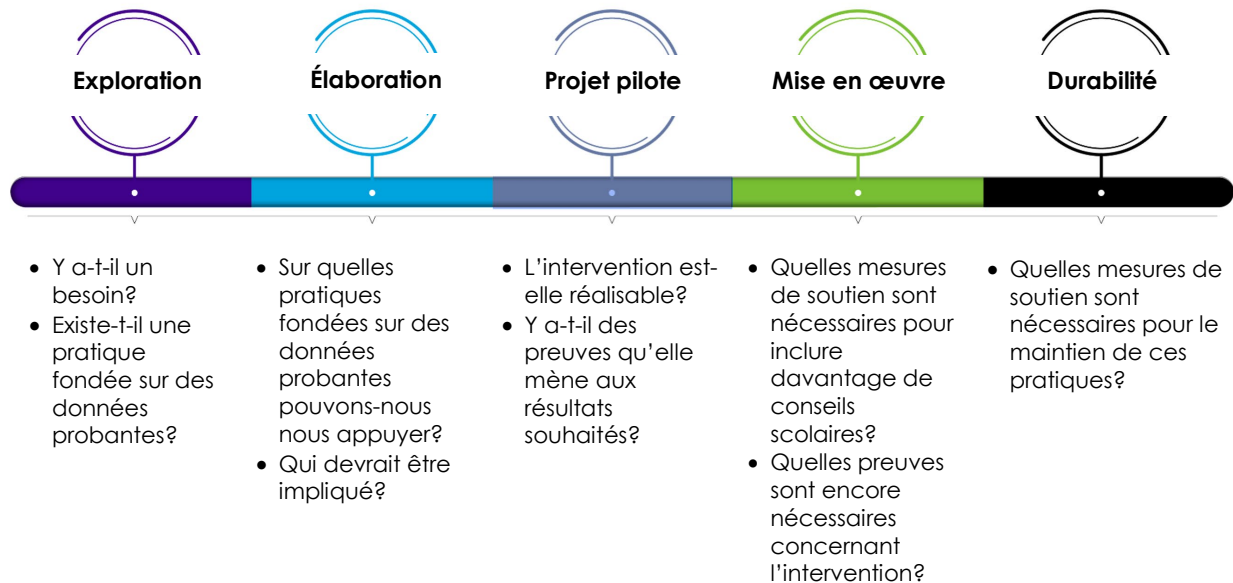 Exploration
Élaboration
Projet pilote
Mise en œuvre
Durabilité
• Y a-t-il un
besoin?
• Existe-t-il une
pratique
fondée sur des
données
probantes?
• Sur quelles
pratiques
fondées sur des
données
probantes
pouvons-nous
nous appuyer?
• Qui devrait être
impliqué?
• L’intervention est-
elle réalisable?
• Y a-t-il des
preuves qu’elle
mène aux
résultats
souhaités?
• Quelles mesures
de soutien sont
nécessaires pour
inclure
davantage de
conseils
scolaires?
• Quelles preuves
sont encore
nécessaires
concernant
l’intervention?
• Quelles mesures de
soutien sont
nécessaires pour le
maintien de ces
pratiques?